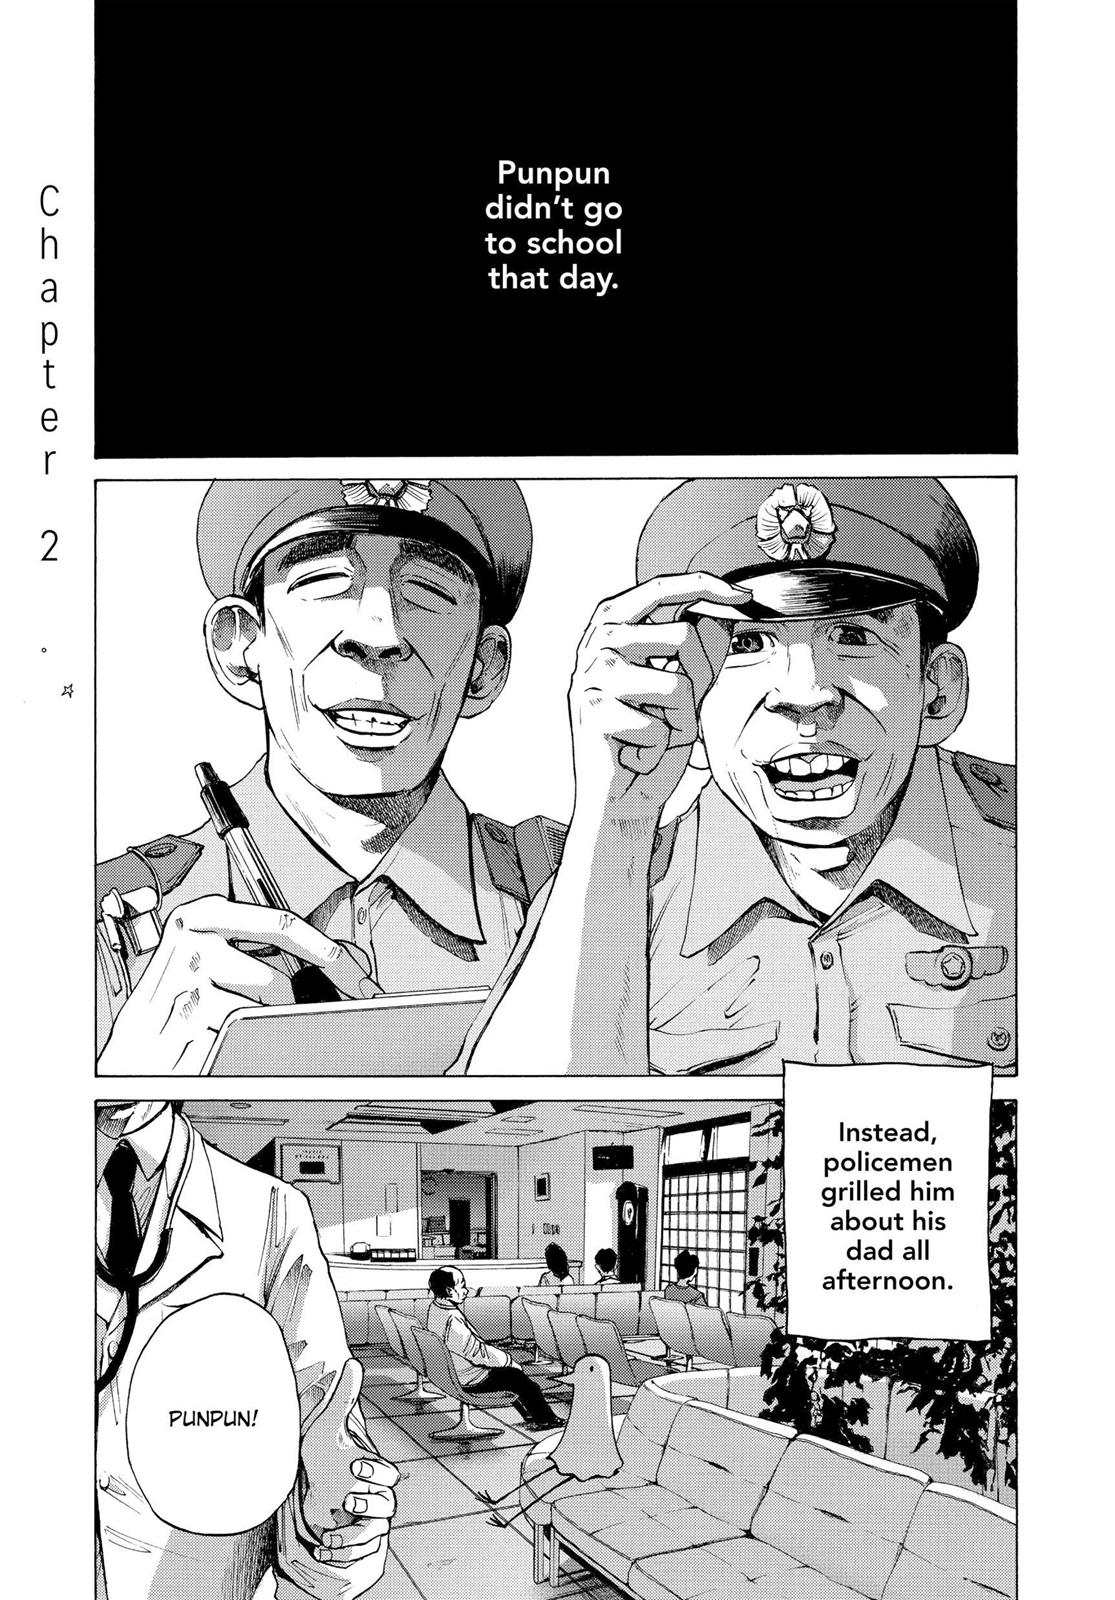 Chapter 2
Punpun
didn't go
to school
that day.
Instead,
policemen
grilled him
about his
dad all
afternoon.
PUNPUN!